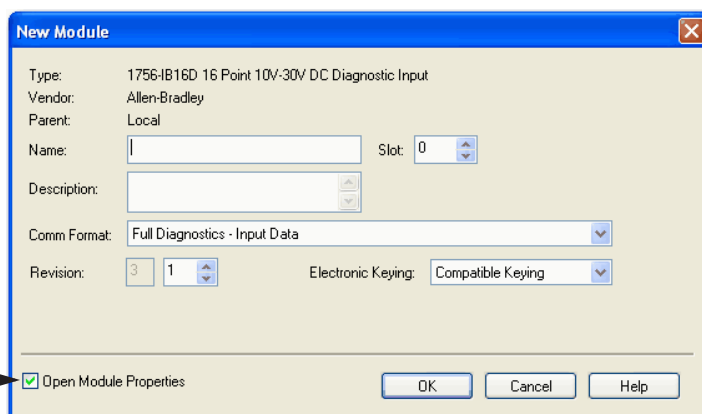 New Module
Type: 1756-IB16D 16 Point 10V-30V DC Diagnostic Input
Vendor: Allen-Bradley
Parent: Local
Name: Slot: 0
Description:
Comm Format: Full Diagnostics - Input Data
Revision: 3 1 Electronic Keying: Compatible Keying
Open Module Properties OK Cancel Help